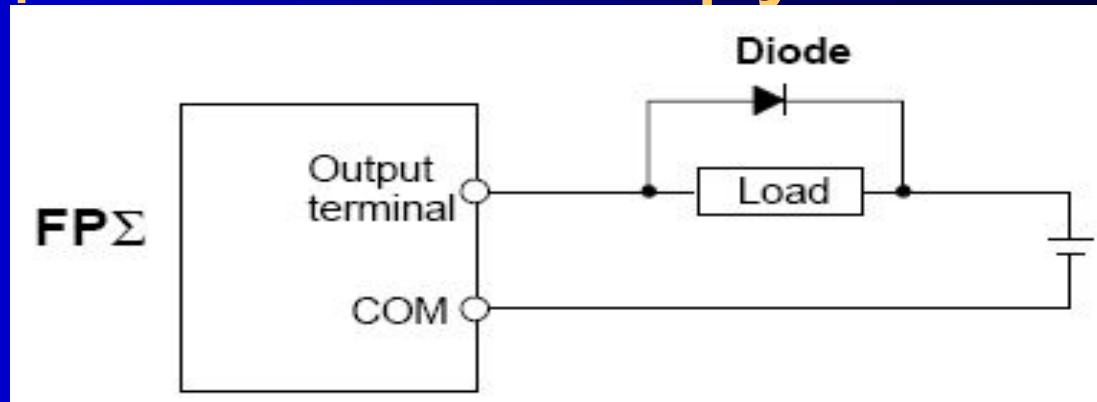 Diode
Output
terminal
Load
FPΣ
COM